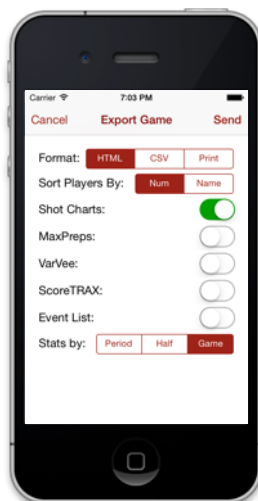 Carrier 7:03 PM
Cancel Export Game Send
Format: HTML CSV Print
Sort Players By: Num Name
Shot Charts:
MaxPreps:
VarVee:
ScoreTRAX:
Event List:
Stats by: Period Half Game